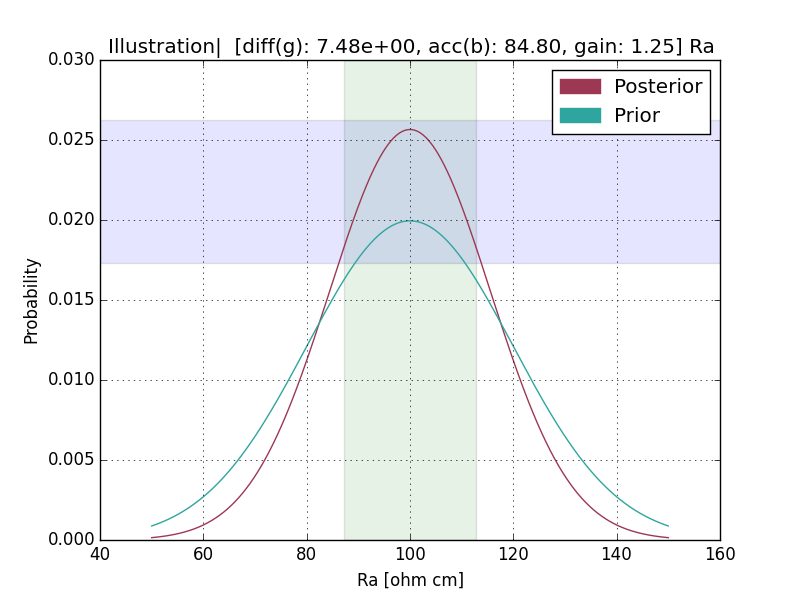 Illustration|  [diff(g): 7.48e+00, acc(b): 84.80, gain: 1.25] Ra
Posterior
Prior
0.030
0.025
0.020
0.015
0.010
0.005
0.000
Probability
40 60 80 100 120 140 160
Ra [ohm cm]